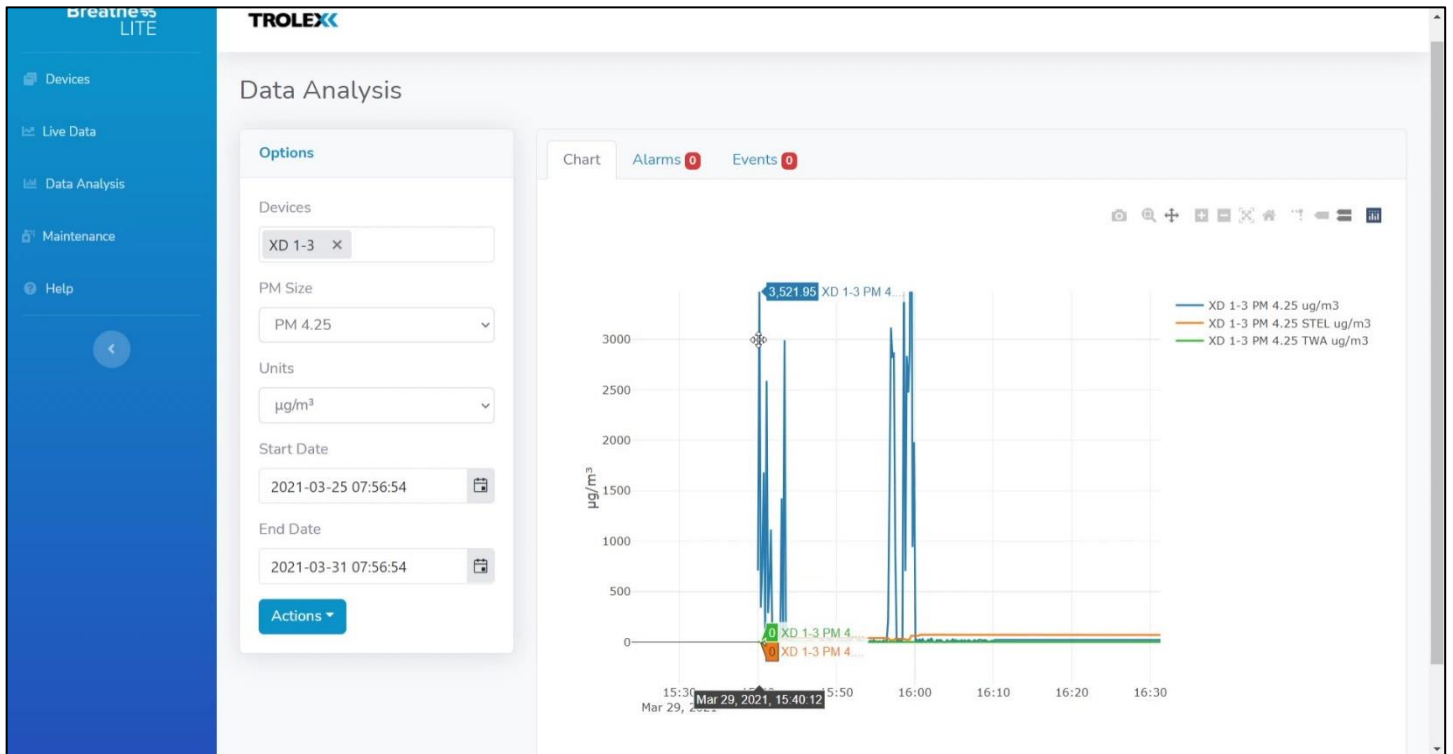 Breathe
LITE
TROLEX
Devices
Live Data
Data Analysis
Maintenance
Help
Data Analysis
Options
Devices
XD 1-3 ×
PM Size
PM 4.25
Units
µg/m³
Start Date
2021-03-25 07:56:54
End Date
2021-03-31 07:56:54
Actions
Chart
Alarms 0
Events 0
3,521.95 XD 1-3 PM 4...
XD 1-3 PM 4.25 ug/m3
XD 1-3 PM 4.25 STEL ug/m3
XD 1-3 PM 4.25 TWA ug/m3
µg/m³
3000
2500
2000
1500
1000
500
0
0 XD 1-3 PM 4...
0 XD 1-3 PM 4...
15:30
15:50
16:00
16:10
16:20
16:30
Mar 29, 2021
Mar 29, 2021, 15:40:12